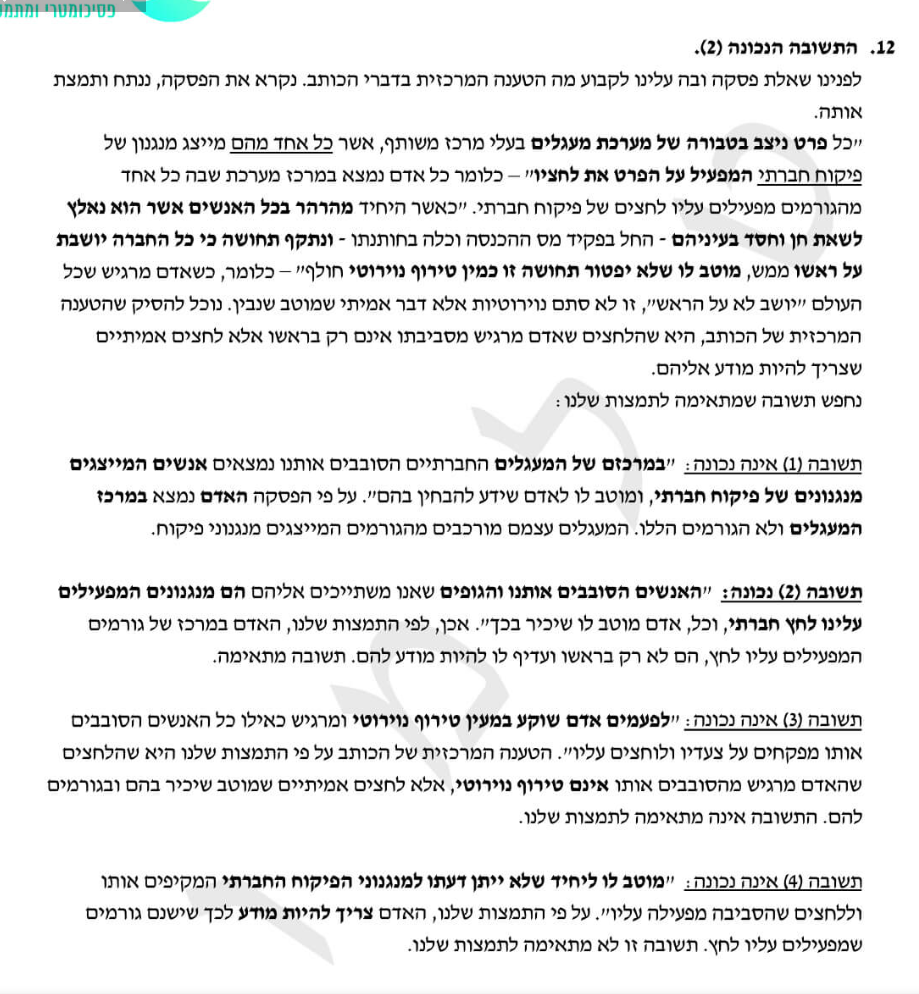 פסיכומטרי ומתמ
12. התשובה הנכונה (2).
לפנינו שאלת פסקה ובה עלינו לקבוע מה הטענה המרכזית בדברי הכותב. נקרא את הפסקה, ננתח ותמצת
אותה.
"כל פרט ניצב בטבורה של מערכת מעגלים בעלי מרכז משותף, אשר כל אחד מהם מייצג מנגנון של
פיקוח חברתי המפעיל על הפרט את לחציו" – כלומר כל אדם נמצא במרכז מערכת שבה כל אחד
מהגורמים מפעילים עליו לחצים של פיקוח חברתי. "כאשר היחיד מהרהר בכל האנשים אשר הוא נאלץ
לשאת חן וחסד בעיניהם - החל בפקיד מס ההכנסה וכלה בחותנתו - ונתקף תחושה כי כל החברה יושבת
על ראשו ממש, מוטב לו שלא יפטור תחושה זו כמין טירוף נוירוטי חולף" – כלומר, כשאדם מרגיש שכל
העולם "יושב לא על הראש", זו לא סתם נוירוטיות אלא דבר אמיתי שמוטב שנבין. נוכל להסיק שהטענה
המרכזית של הכותב, היא שהלחצים שאדם מרגיש מסביבתו אינם רק בראשו אלא לחצים אמיתיים
שצריך להיות מודע אליהם.
נחפש תשובה שמתאימה לתמצות שלנו:
תשובה (1) אינה נכונה: "במרכזם של המעגלים החברתיים הסובבים אותנו נמצאים אנשים המייצגים
מנגנונים של פיקוח חברתי, ומוטב לו לאדם שידע להבחין בהם". על פי הפסקה האדם נמצא במרכז
המעגלים ולא הגורמים הללו. המעגלים עצמם מורכבים מהגורמים המייצגים מנגנוני פיקוח.
תשובה (2) נכונה: "האנשים הסובבים אותנו והגופים שאנו משתייכים אליהם הם מנגנונים המפעילים
עלינו לחץ חברתי, וכל, אדם מוטב לו שיכיר בכך". אכן, לפי התמצות שלנו, האדם במרכז של גורמים
המפעילים עליו לחץ, הם לא רק בראשו ועדיף לו להיות מודע להם. תשובה מתאימה.
תשובה (3) אינה נכונה: "לפעמים אדם שוקע במעין טירוף נוירוטי ומרגיש כאילו כל האנשים הסובבים
אותו מפקחים על צעדיו ולוחצים עליו". הטענה המרכזית של הכותב על פי התמצות שלנו היא שהלחצים
שהאדם מרגיש מהסובבים אותו אינם טירוף נוירוטי, אלא לחצים אמיתיים שמוטב שיכיר בהם ובגורמים
להם. התשובה אינה מתאימה לתמצות שלנו.
תשובה (4) אינה נכונה: "מוטב לו ליחיד שלא ייתן דעתו למנגנוני הפיקוח החברתי המקיפים אותו
וללחצים שהסביבה מפעילה עליו". על פי התמצות שלנו, האדם צריך להיות מודע לכך שישנם גורמים
שמפעילים עליו לחץ. תשובה זו לא מתאימה לתמצות שלנו.